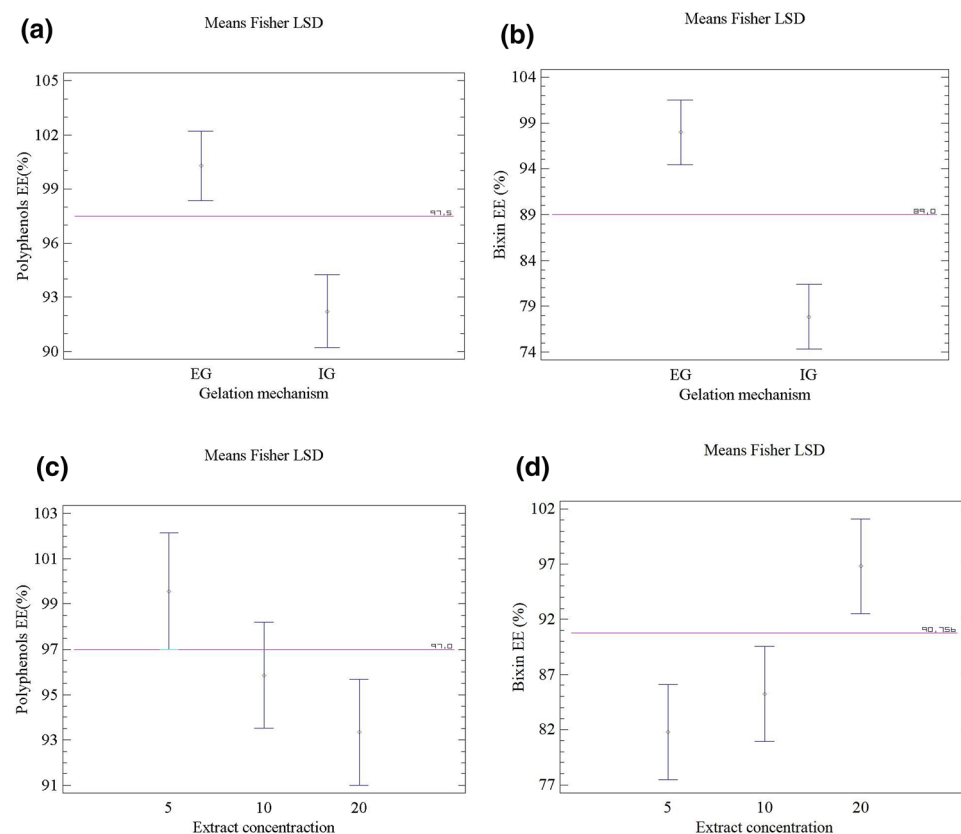 (a)
Means Fisher LSD
105
102
99
96
93
90
Polyphenols EE(%)
97,5
EG IG
Gelation mechanism
(b)
Means Fisher LSD
104
99
94
89
84
79
74
Bixin EE (%)
89,0
EG IG
Gelation mechanism
(c)
Means Fisher LSD
103
101
99
97
95
93
91
Polyphenols EE(%)
97,0
5 10 20
Extract concentraction
(d)
Means Fisher LSD
102
97
92
87
82
77
Bixin EE (%)
90,756
5 10 20
Extract concentration